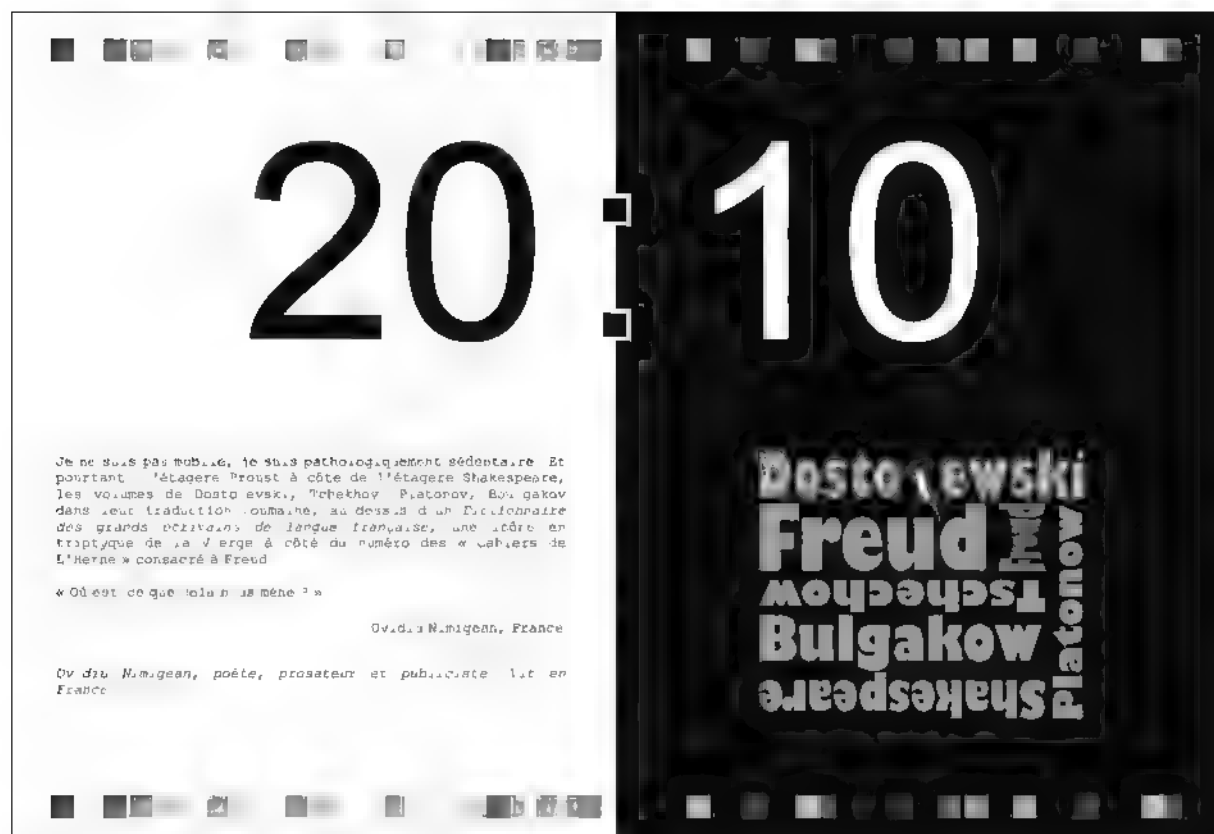 20:10
Je ne suis pas mobile, je suis pathologiquement sédentaire. Et
pourtant l'étagère Proust à côté de l'étagère Shakespeare,
les volumes de Dostoïevski, Tchekhov, Platonov, Boulgakov
dans leur traduction roumaine, au dessus d'un Dictionnaire
des grands écrivains de langue française, une icône en
triptyque de la Vierge à côté du numéro des « Cahiers de
L'Herne » consacré à Freud
« Où est-ce que cela nous mène ? »
Ovidiu Nimigean, France
Ovidiu Nimigean, poète, prosateur et publiciste vit en
France
Dostojewski
Freud
Freud
Tschechow
Bulgakow
Shakespeare
Platonow